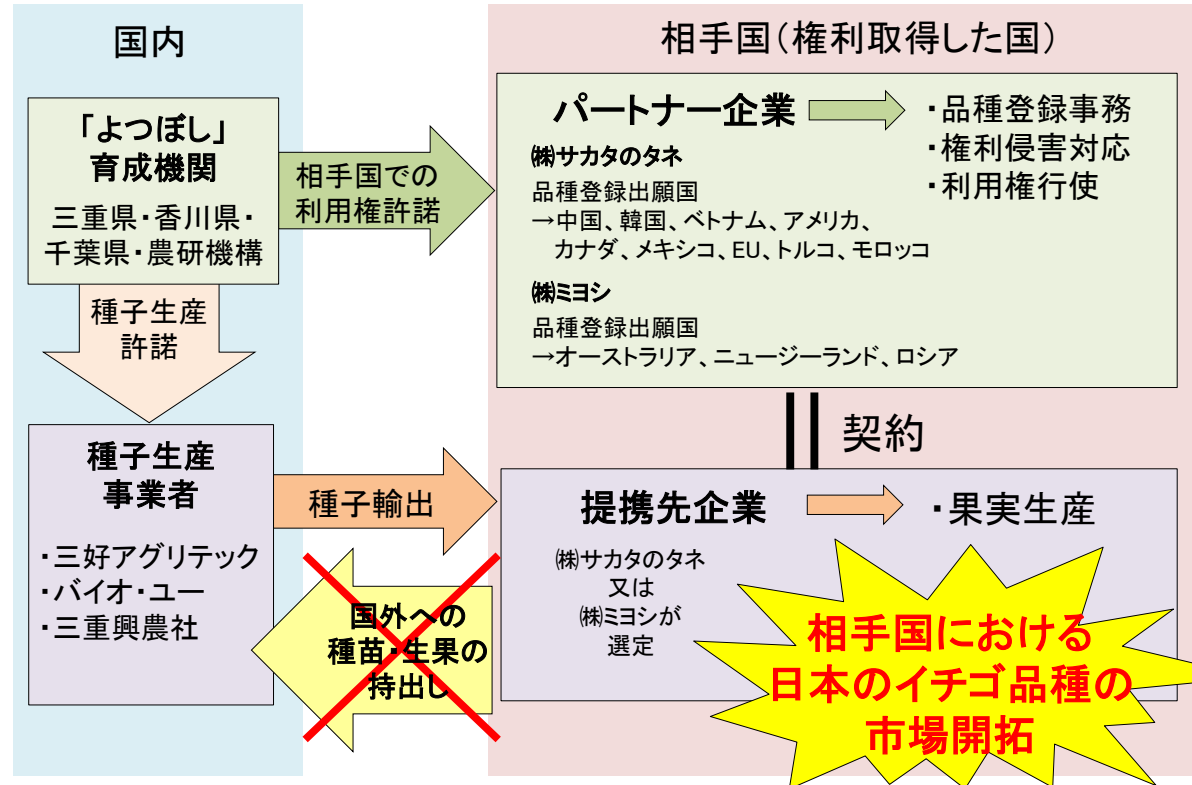 国内
「よつぼし」
育成機関
三重県・香川県・
千葉県・農研機構
種子生産
許諾
種子生産
事業者
・三好アグリテック
・バイオ・ユー
・三重興農社
相手国での
利用権許諾
種子輸出
国外への
種苗・生果の
持出し
相手国（権利取得した国）
パートナー企業
・品種登録事務
・権利侵害対応
・利用権行使
㈱サカタのタネ
品種登録出願国
→中国、韓国、ベトナム、アメリカ、
カナダ、メキシコ、EU、トルコ、モロッコ
㈱ミヨシ
品種登録出願国
→オーストラリア、ニュージーランド、ロシア
契約
提携先企業
・果実生産
㈱サカタのタネ
又は
㈱ミヨシが
選定
相手国における
日本のイチゴ品種の
市場開拓